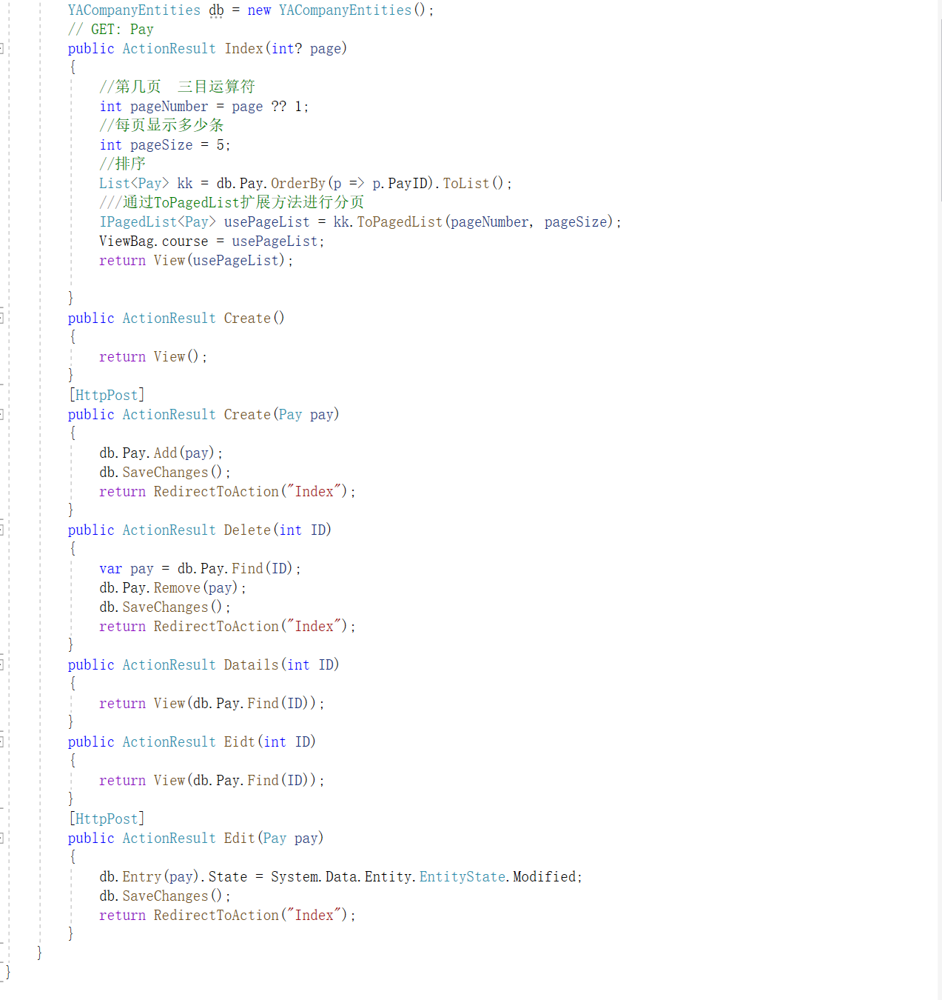 YACompanyEntities db = new YACompanyEntities();
// GET: Pay
public ActionResult Index(int? page)
{
//第几页  三目运算符
int pageNumber = page ?? 1;
//每页显示多少条
int pageSize = 5;
//排序
List<Pay> kk = db.Pay.OrderBy(p => p.PayID).ToList();
///通过ToPagedList扩展方法进行分页
IPagedList<Pay> usePageList = kk.ToPagedList(pageNumber, pageSize);
ViewBag.course = usePageList;
return View(usePageList);
}
public ActionResult Create()
{
return View();
}
[HttpPost]
public ActionResult Create(Pay pay)
{
db.Pay.Add(pay);
db.SaveChanges();
return RedirectToAction("Index");
}
public ActionResult Delete(int ID)
{
var pay = db.Pay.Find(ID);
db.Pay.Remove(pay);
db.SaveChanges();
return RedirectToAction("Index");
}
public ActionResult Datails(int ID)
{
return View(db.Pay.Find(ID));
}
public ActionResult Eidt(int ID)
{
return View(db.Pay.Find(ID));
}
[HttpPost]
public ActionResult Edit(Pay pay)
{
db.Entry(pay).State = System.Data.Entity.EntityState.Modified;
db.SaveChanges();
return RedirectToAction("Index");
}
}
}